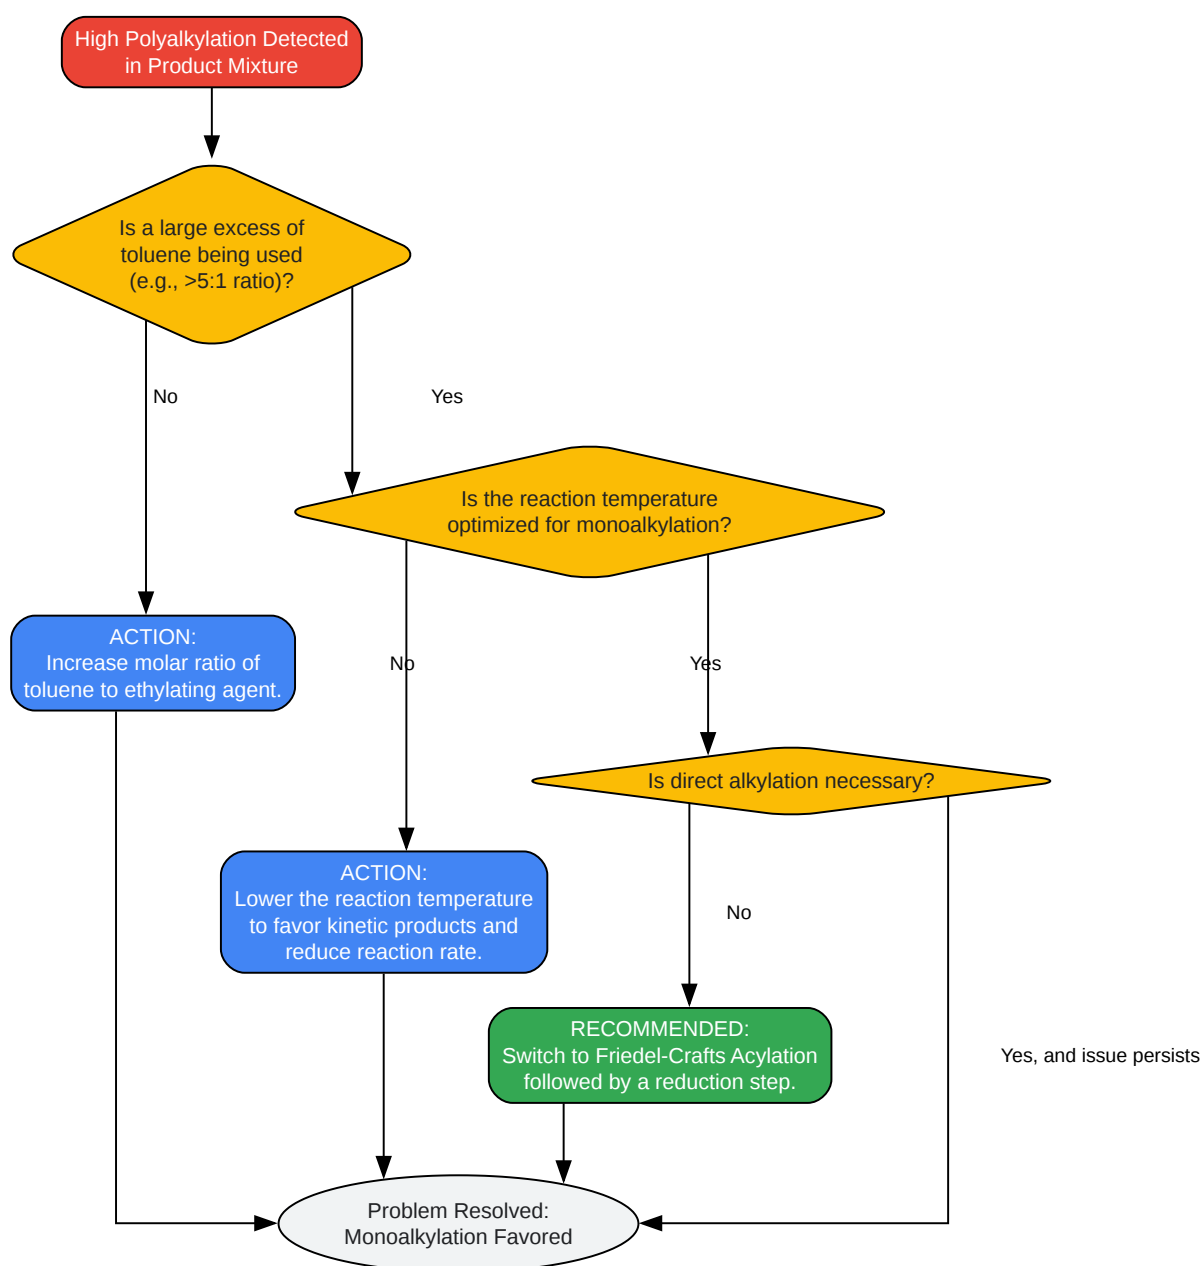 High Polyalkylation Detected
in Product Mixture
Is a large excess of
toluene being used
(e.g., >5:1 ratio)?
No
Yes
Is the reaction temperature
optimized for monoalkylation?
ACTION:
Increase molar ratio of
toluene to ethylating agent.
No
Yes
Is direct alkylation necessary?
ACTION:
Lower the reaction temperature
to favor kinetic products and
reduce reaction rate.
No
RECOMMENDED:
Switch to Friedel-Crafts Acylation
followed by a reduction step.
Yes, and issue persists
Problem Resolved:
Monoalkylation Favored